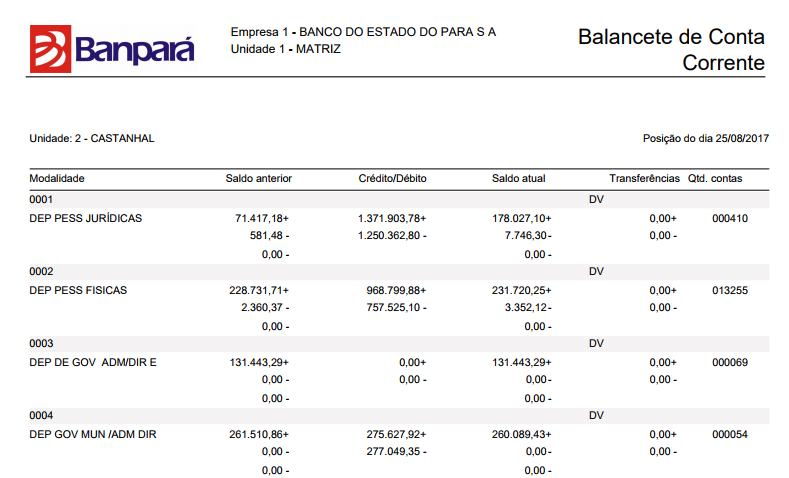 Banpará
Empresa 1 - BANCO DO ESTADO DO PARA S A
Unidade 1 - MATRIZ
Balancete de Conta
Corrente
Unidade: 2 - CASTANHAL Posição do dia 25/08/2017
Modalidade Saldo anterior Crédito/Débito Saldo atual Transferências Qtd. contas
0001 DV
DEP PESS JURÍDICAS 71.417,18+ 1.371.903,78+ 178.027,10+ 0,00+ 000410
581,48 - 1.250.362,80 - 7.746,30- 0,00 -
0,00 - 0,00 -
0002 DV
DEP PESS FISICAS 228.731,71+ 968.799,88+ 231.720,25+ 0,00+ 013255
2.360,37 - 757.525,10 - 3.352,12- 0,00 -
0,00 - 0,00 -
0003 DV
DEP DE GOV ADM/DIR E 131.443,29+ 0,00+ 131.443,29+ 0,00+ 000069
0,00 - 0,00 - 0,00- 0,00 -
0,00 - 0,00 -
0004 DV
DEP GOV MUN /ADM DIR 261.510,86+ 275.627,92+ 260.089,43+ 0,00+ 000054
0,00 - 277.049,35 - 0,00- 0,00 -
0,00 - 0,00 -